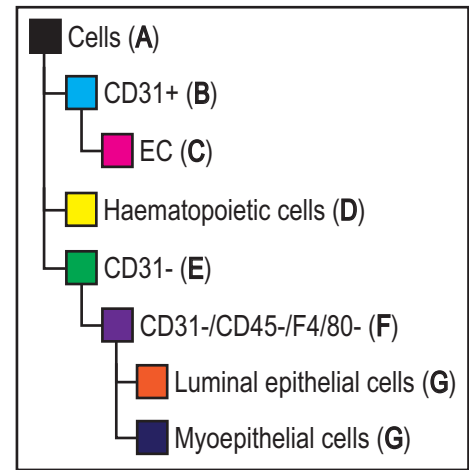 Cells (A)
CD31+ (B)
EC (C)
Haematopoietic cells (D)
CD31- (E)
CD31-/CD45-/F4/80- (F)
Luminal epithelial cells (G)
Myoepithelial cells (G)